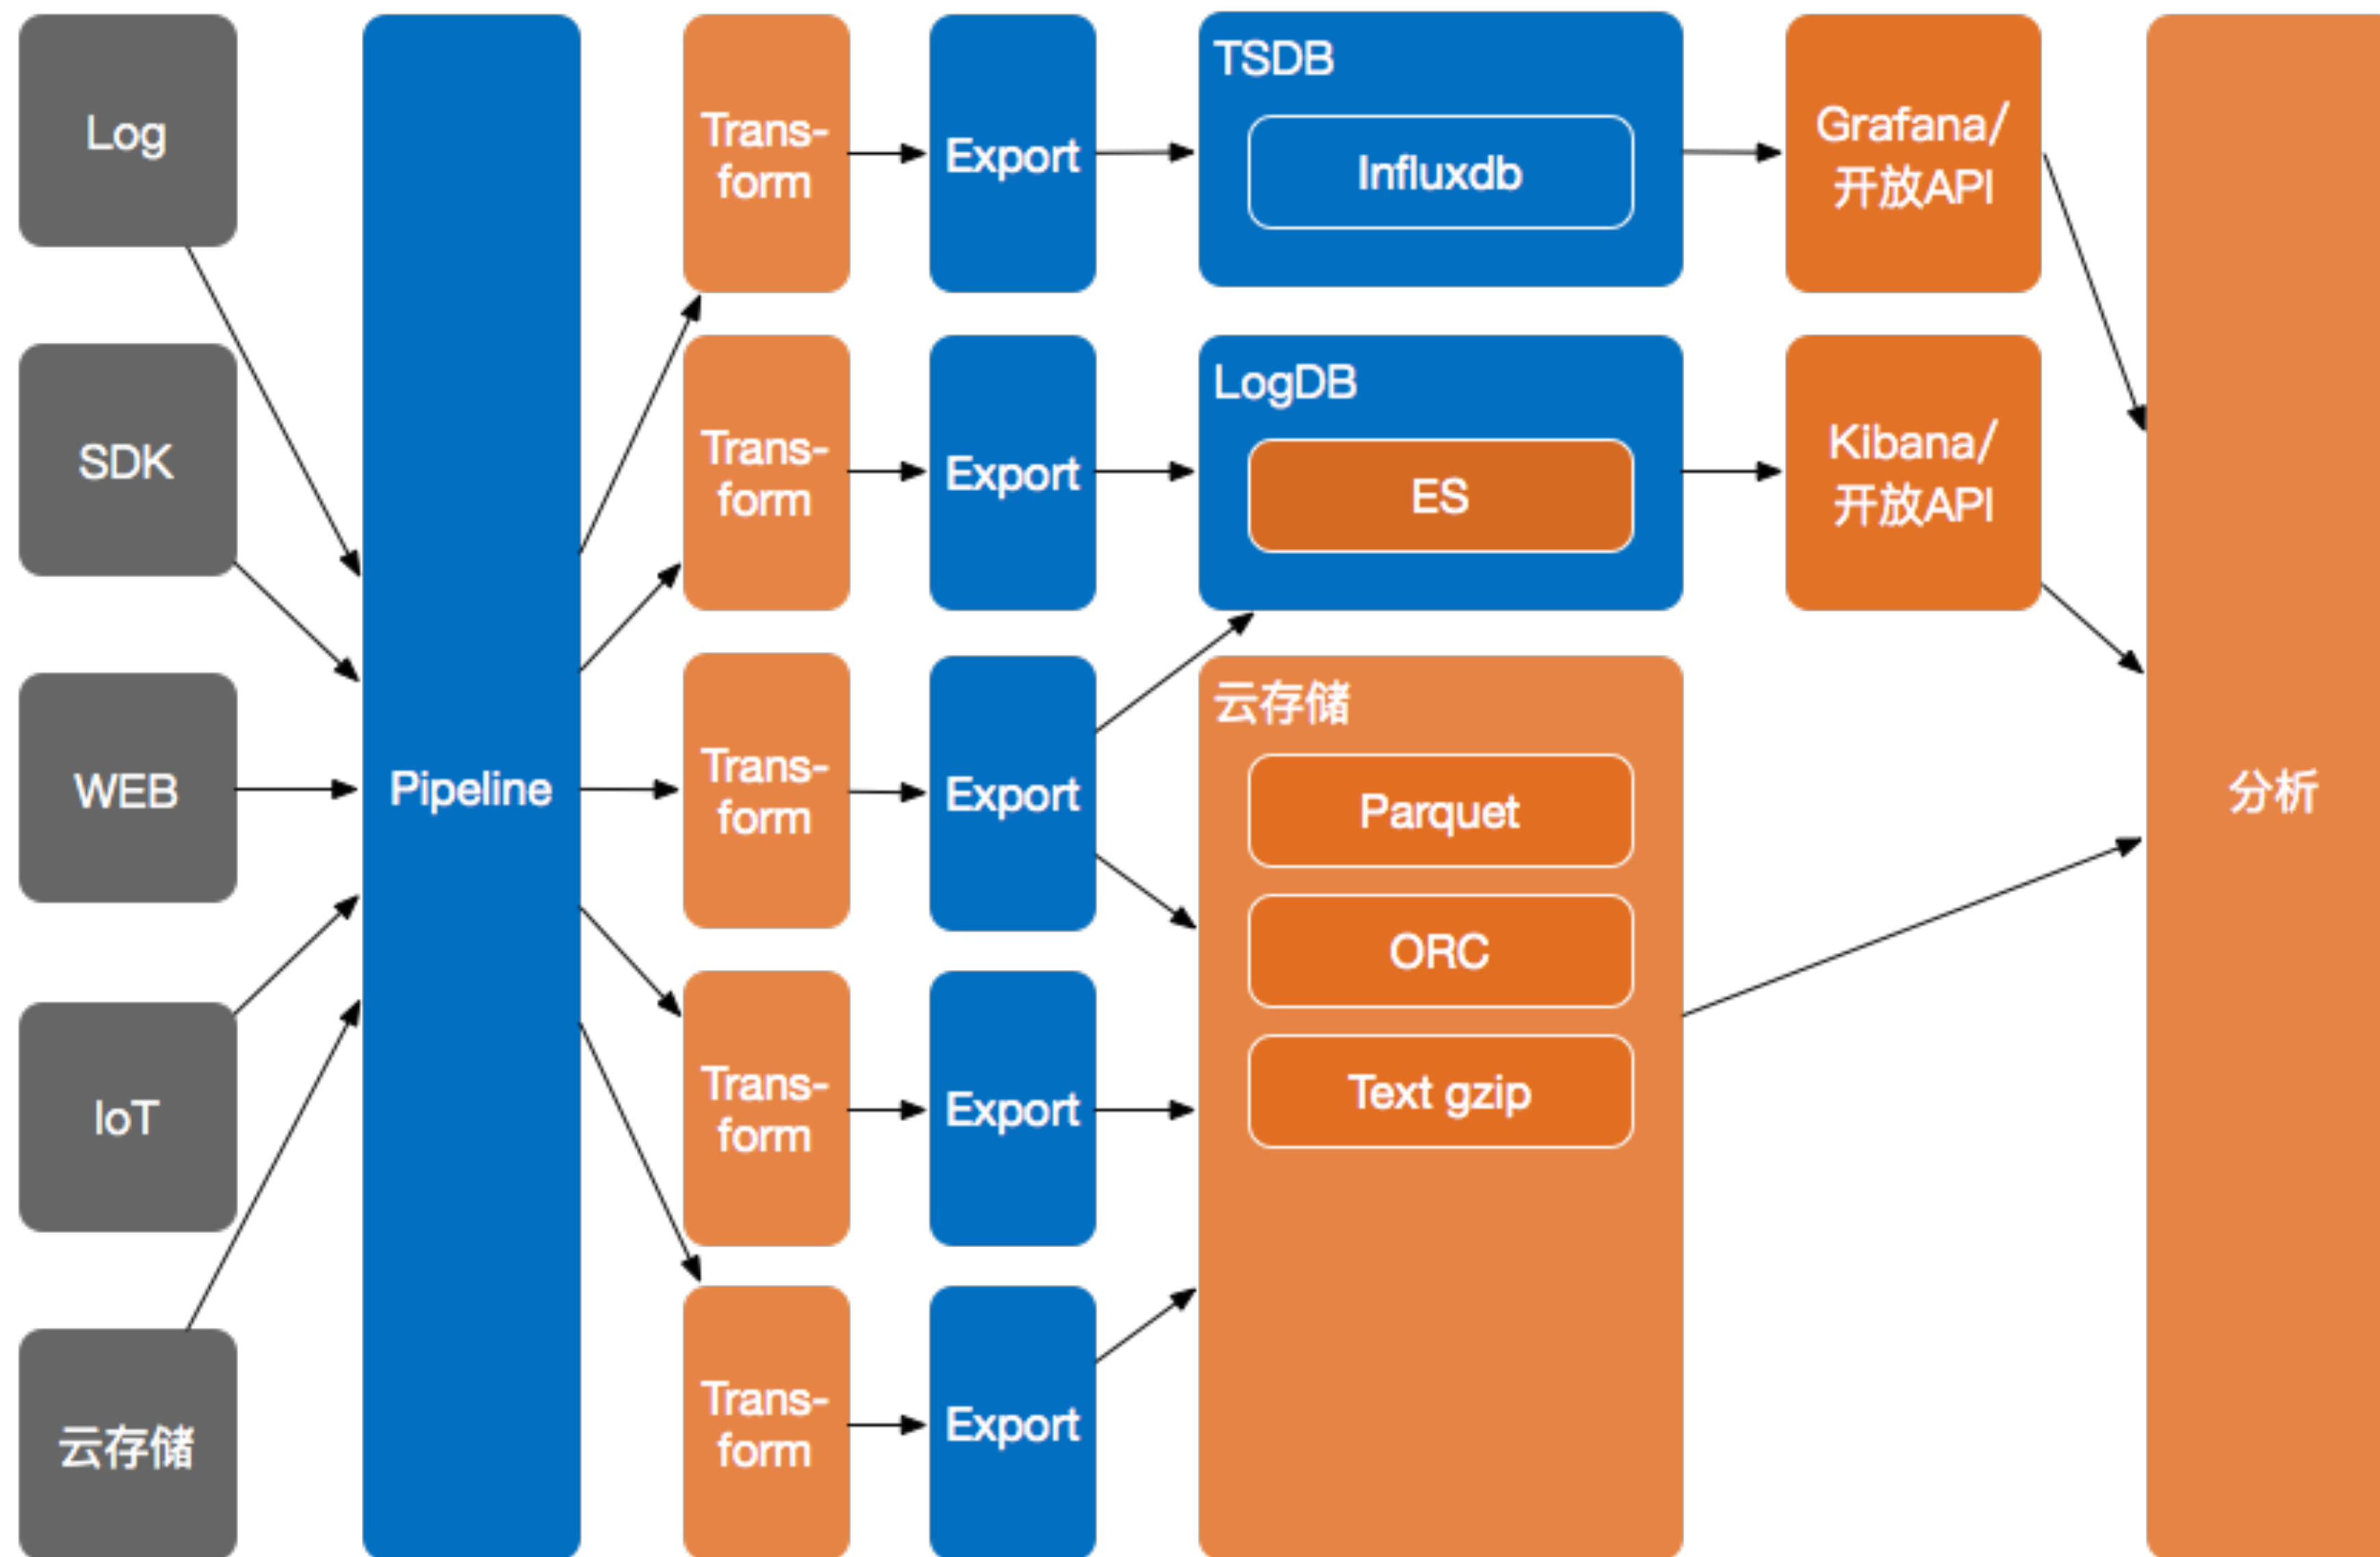 Log
SDK
WEB
IoT
云存储
Pipeline
Trans-
form
Trans-
form
Trans-
form
Trans-
form
Trans-
form
Export
Export
Export
Export
Export
TSDB
Influxdb
LogDB
ES
云存储
Parquet
ORC
Text gzip
Grafana/
开放API
Kibana/
开放API
分析